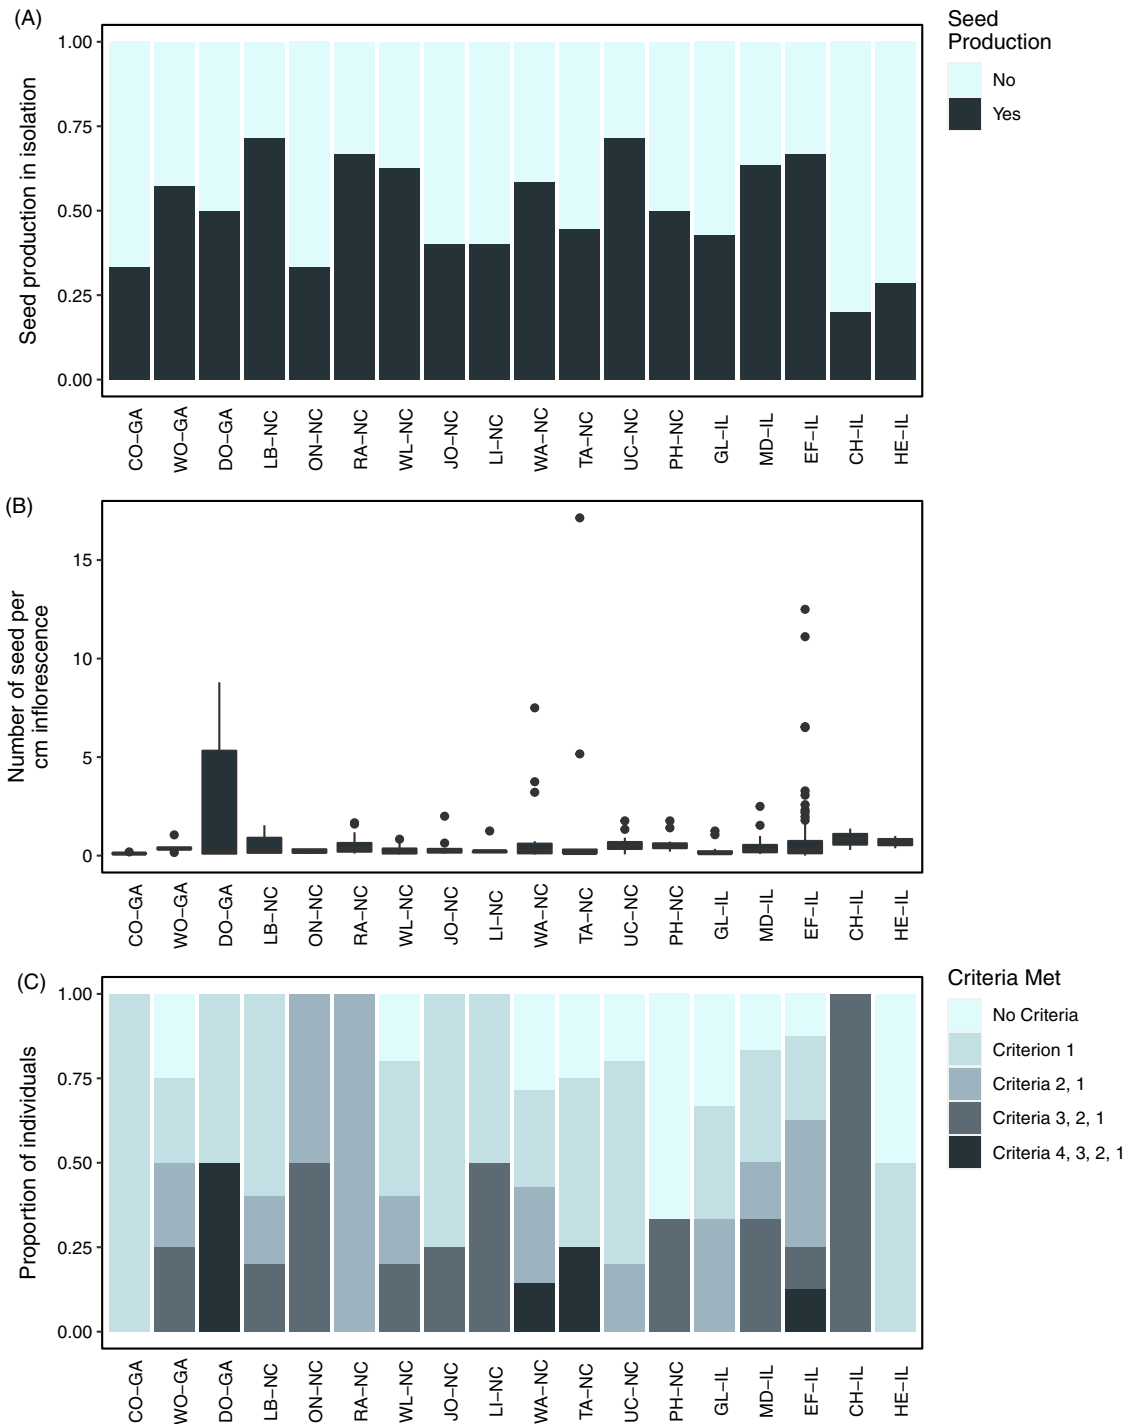 (A)
Seed production in isolation
1.00
0.75
0.50
0.25
0.00
CO−GA
WO−GA
DO−GA
LB−NC
ON−NC
RA−NC
WL−NC
JO−NC
LI−NC
WA−NC
TA−NC
UC−NC
PH−NC
GL−IL
MD−IL
EF−IL
CH−IL
HE−IL
Seed
Production
No
Yes
(B)
Number of seed per
cm inflorescence
15
10
5
0
CO−GA
WO−GA
DO−GA
LB−NC
ON−NC
RA−NC
WL−NC
JO−NC
LI−NC
WA−NC
TA−NC
UC−NC
PH−NC
GL−IL
MD−IL
EF−IL
CH−IL
HE−IL
(C)
Proportion of individuals
1.00
0.75
0.50
0.25
0.00
CO−GA
WO−GA
DO−GA
LB−NC
ON−NC
RA−NC
WL−NC
JO−NC
LI−NC
WA−NC
TA−NC
UC−NC
PH−NC
GL−IL
MD−IL
EF−IL
CH−IL
HE−IL
Criteria Met
No Criteria
Criterion 1
Criteria 2, 1
Criteria 3, 2, 1
Criteria 4, 3, 2, 1